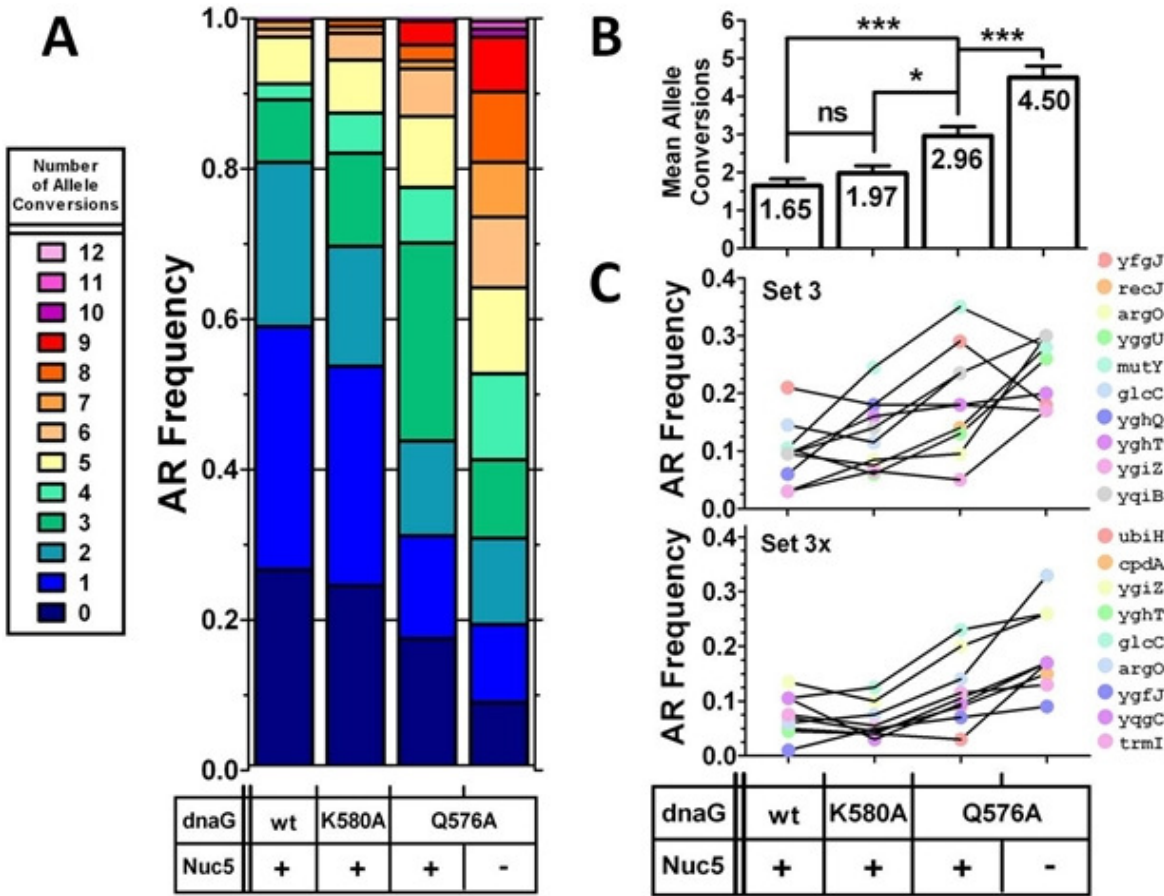 A
Number
of Allele
Conversions
12
11
10
9
8
7
6
5
4
3
2
1
0
AR Frequency
1.0
0.8
0.6
0.4
0.2
0.0
dnaG wt K580A Q576A
Nuc5 + + + -
B
Mean Allele
Conversions
6
5
4
3
2
1
0
*** ***
*
ns
1.65 1.97 2.96 4.50
C
AR Frequency
Set 3
0.4
0.3
0.2
0.1
0.0
yfgJ
recJ
argO
yggU
mutY
glcC
yghQ
yghT
ygiZ
yqiB
AR Frequency
Set 3x
0.4
0.3
0.2
0.1
0.0
ubiH
cpdA
ygiZ
yghT
glcC
argO
ygfJ
yqgC
trmI
dnaG wt K580A Q576A
Nuc5 + + + -